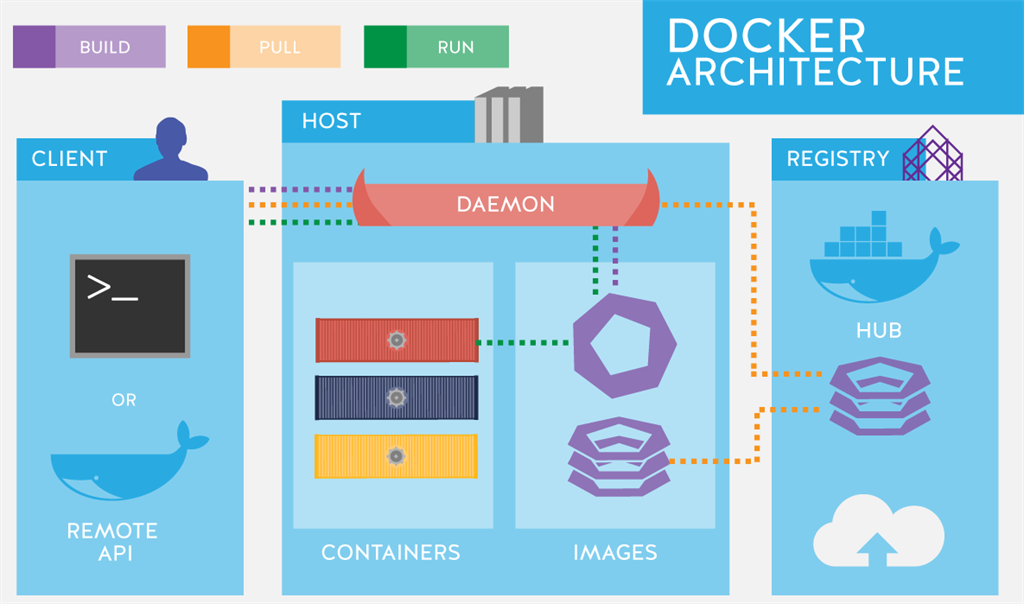 BUILD
PULL
RUN
DOCKER
ARCHITECTURE
CLIENT
>_
OR
REMOTE
API
HOST
DAEMON
CONTAINERS
IMAGES
REGISTRY
HUB